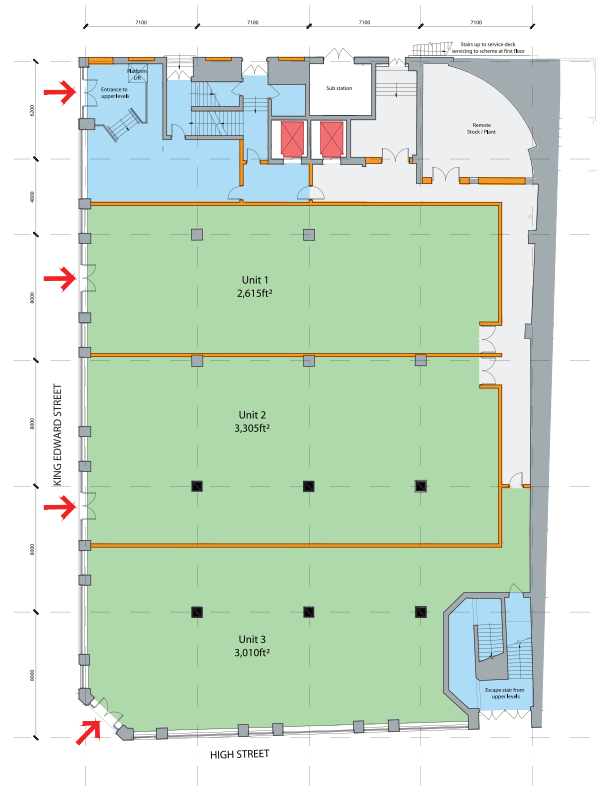 7100 7100 7100 7100
Stairs up to service deck
servicing to scheme at first floor
Platform
Lift
Entrance to
upper levels
Sub station
6200
Remote
Stock / Plant
4800
Unit 1
2,615ft²
8000
KING EDWARD STREET
8000
Unit 2
3,305ft²
8000
Unit 3
3,010ft²
8000
Escape stair from
upper levels
HIGH STREET